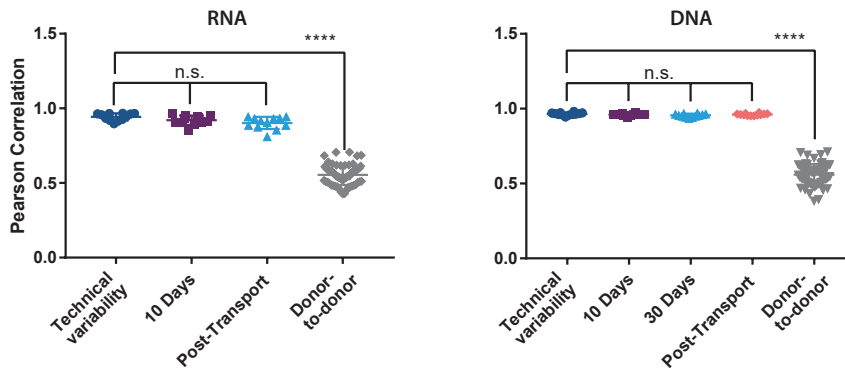 RNA
****
n.s.
Pearson Correlation
1.5
1.0
0.5
0.0
Technical
variability
10 Days
Post-Transport
Donor-
to-donor
DNA
****
n.s.
1.5
1.0
0.5
0.0
Technical
variability
10 Days
30 Days
Post-Transport
Donor-
to-donor